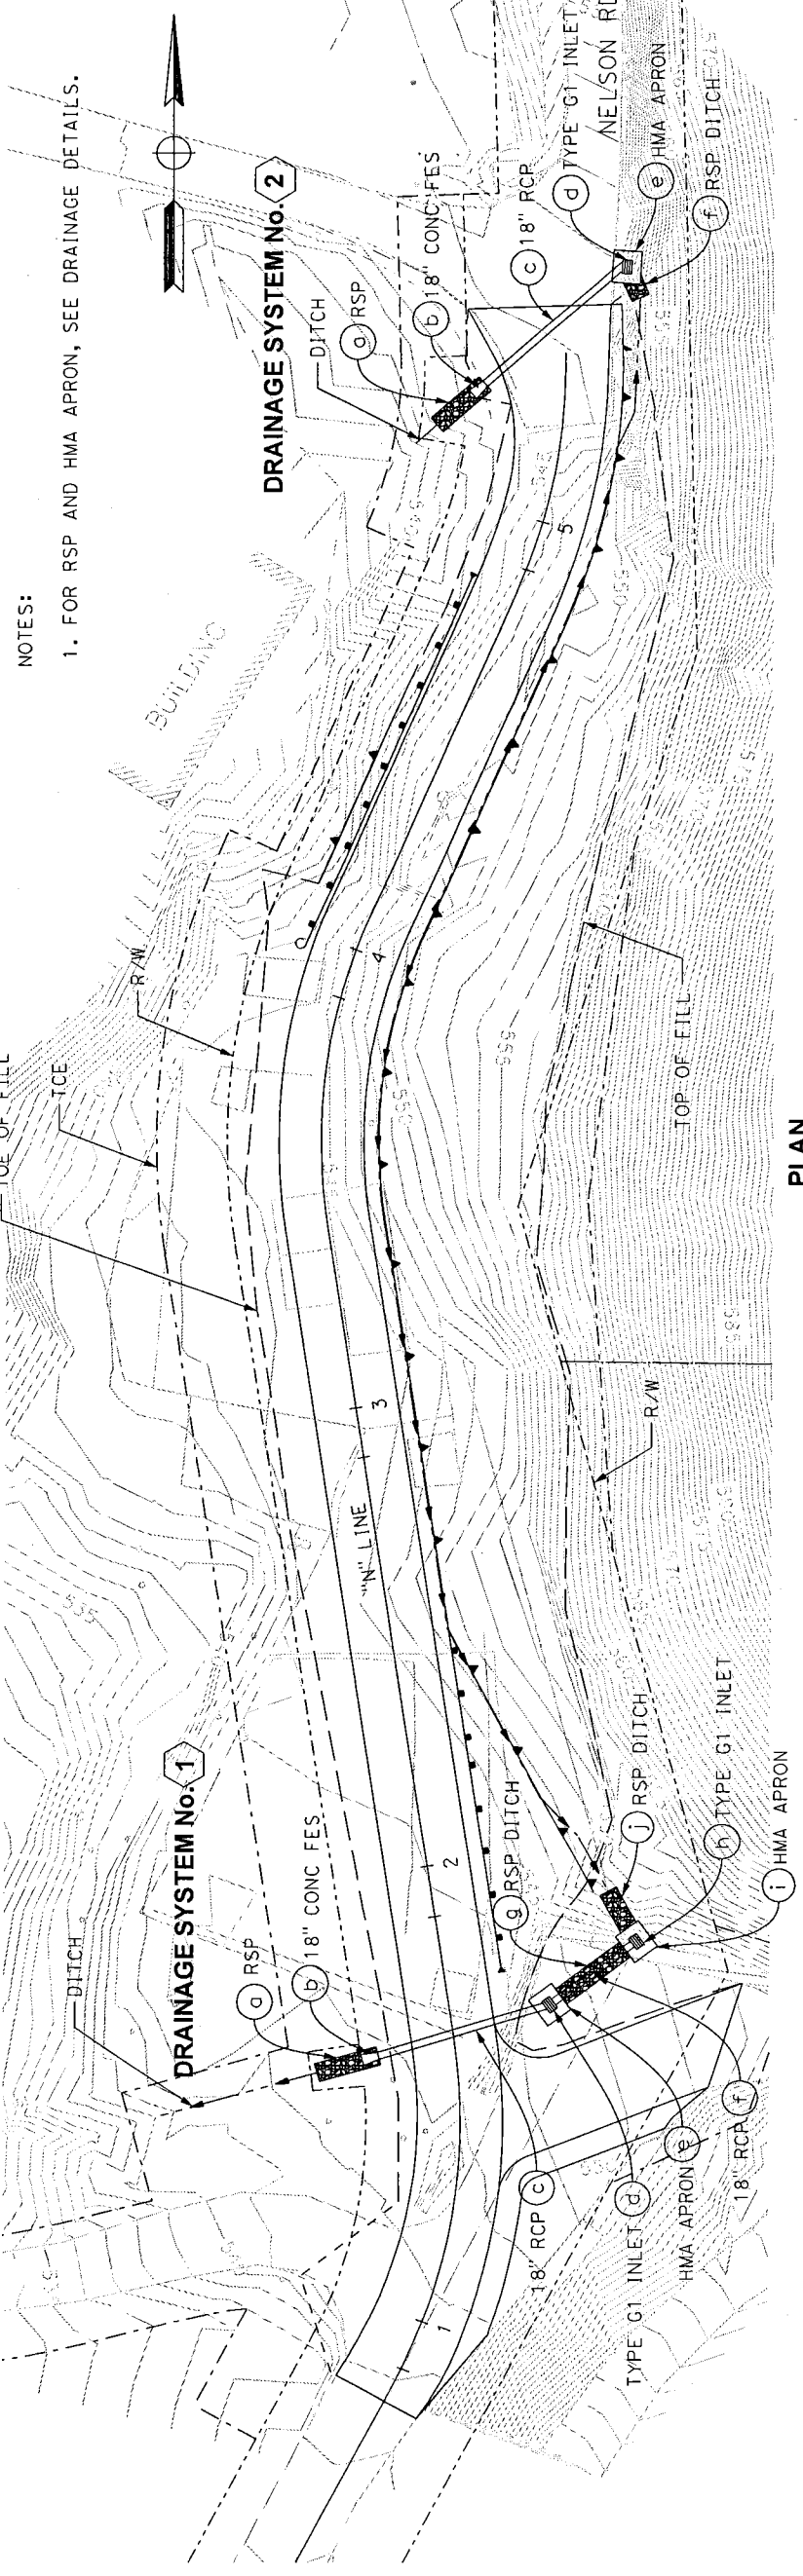 NOTES:
1. FOR RSP AND HMA APRON, SEE DRAINAGE DETAILS.
TCE
R/W
BUILDING
DRAINAGE SYSTEM No. 2
DITCH
a RSP
b 18" CONC FES
c 18" RCP
d TYPE G1 INLET
NELSON RD
e HMA APRON
f RSP DITCH
DRAINAGE SYSTEM No. 1
DITCH
a RSP
b 18" CONC FES
18" RCP c
TYPE G1 INLET d
HMA APRON e
18" RCP f
g RSP DITCH
h TYPE G1 INLET
i HMA APRON
j RSP DITCH
"N" LINE
1
2
3
4
5
535
555
R/W
TOP OF FILL
PLAN